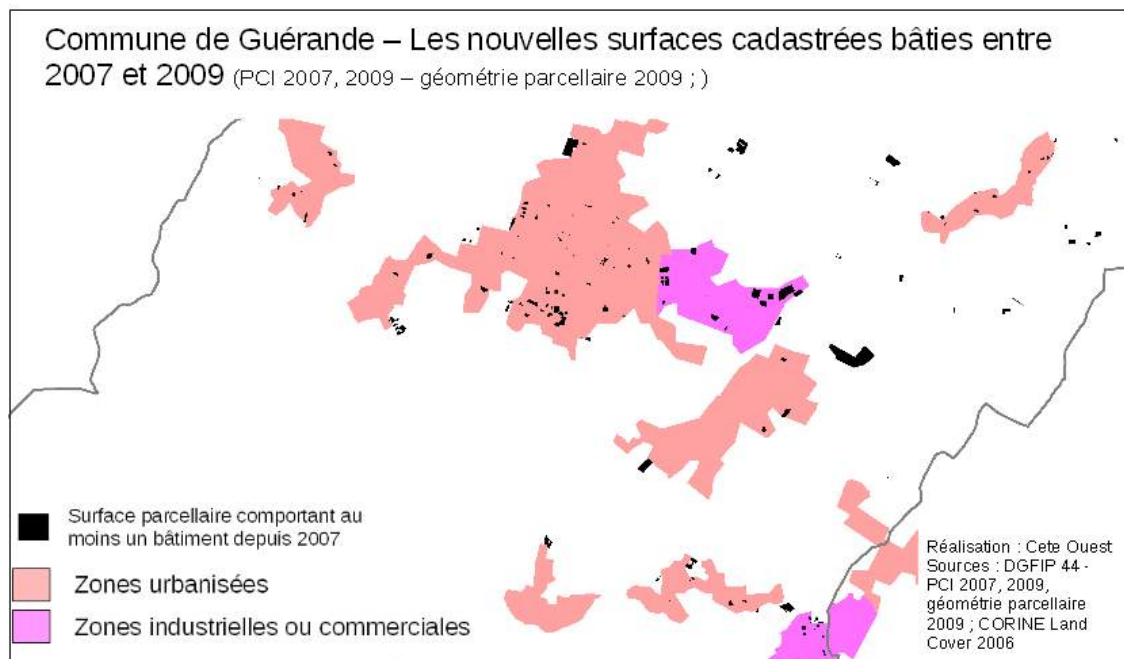 Commune de Guérande – Les nouvelles surfaces cadastrées bâties entre
2007 et 2009 (PCI 2007, 2009 – géométrie parcellaire 2009 ; )
Surface parcellaire comportant au
moins un bâtiment depuis 2007
Zones urbanisées
Zones industrielles ou commerciales
Réalisation : Cete Ouest
Sources : DGFIP 44 -
PCI 2007, 2009,
géométrie parcellaire
2009 ; CORINE Land
Cover 2006